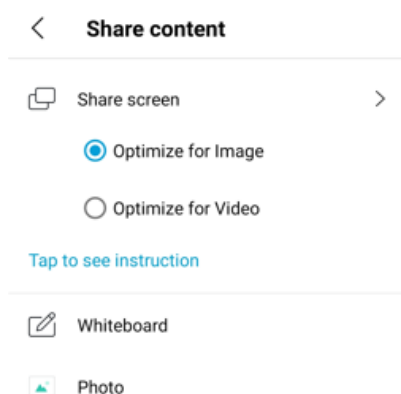 Share content
Share screen
Optimize for Image
Optimize for Video
Tap to see instruction
Whiteboard
Photo